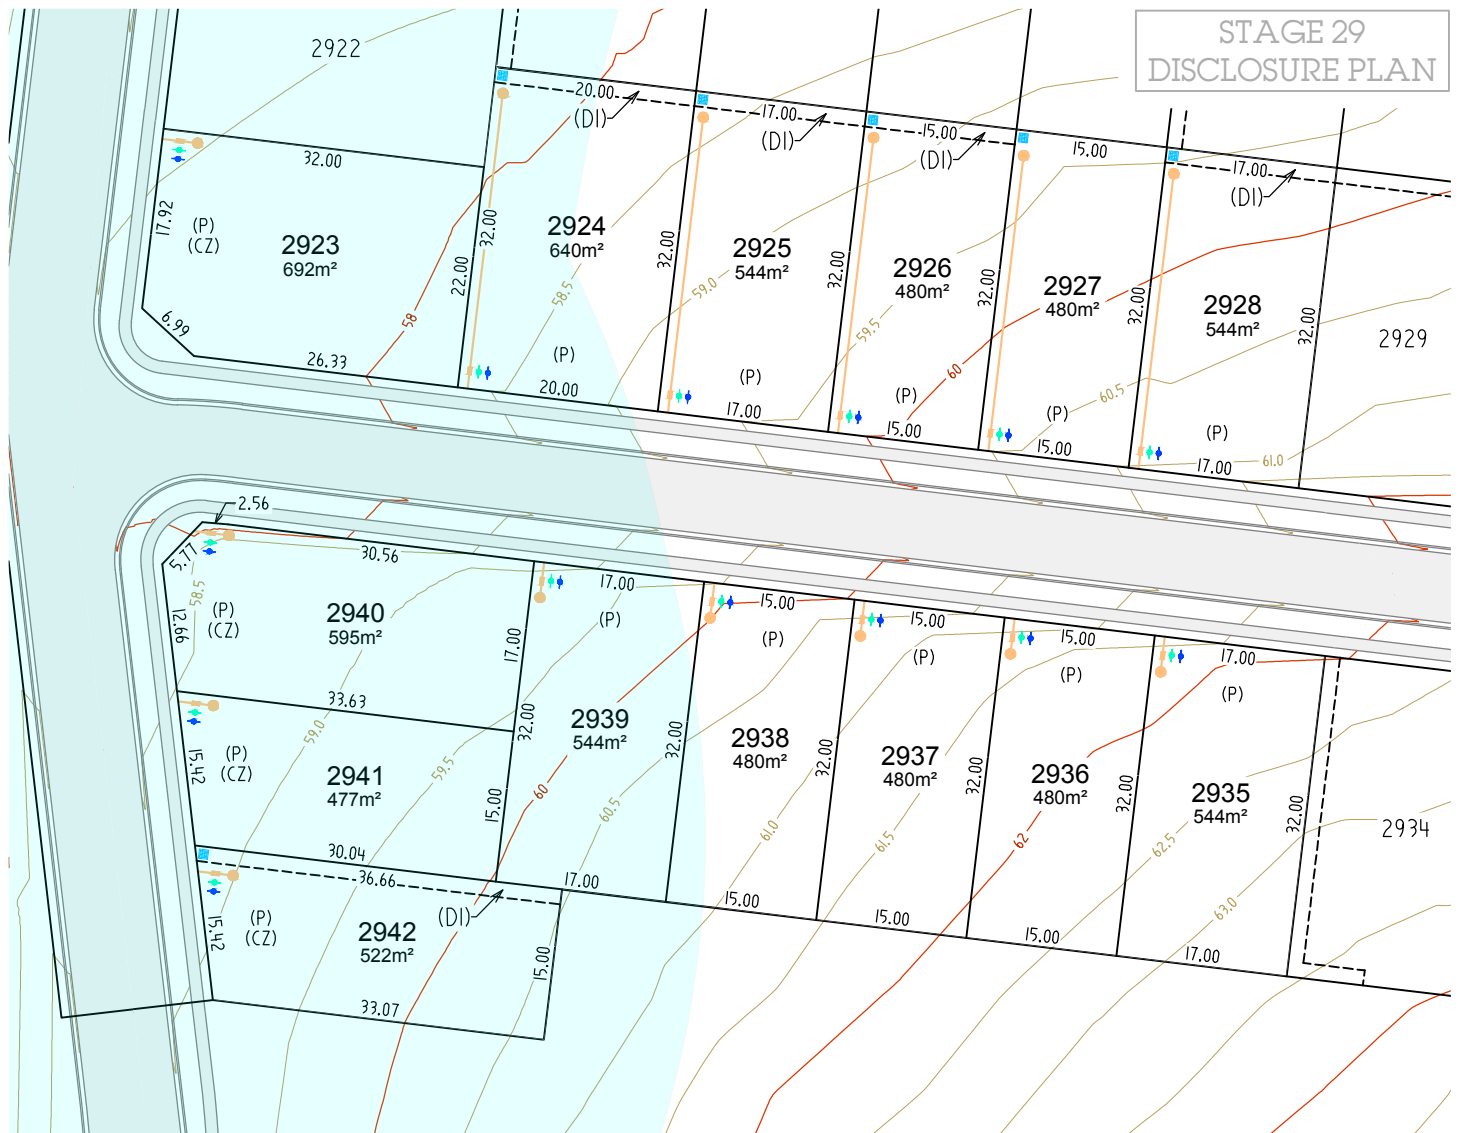 STAGE 29
DISCLOSURE PLAN
2922
20.00
(DI)
17.00
(DI)
15.00
(DI)
15.00
17.00
(DI)
32.00
17.92
(P)
(CZ)
2923
692m²
6.99
26.33
22.00
32.00
58
2924
640m²
58.5
(P)
20.00
32.00
59.0
2925
544m²
(P)
17.00
32.00
59.5
2926
480m²
(P)
15.00
60
32.00
2927
480m²
(P)
15.00
32.00
60.5
2928
544m²
(P)
17.00
61.0
32.00
2929
2.56
5.77
30.56
58.5
12.66
(P)
(CZ)
2940
595m²
17.00
33.63
15.42
(P)
(CZ)
59.0
2941
477m²
59.5
15.00
30.04
36.66
(DI)
15.42
(P)
(CZ)
2942
522m²
15.00
33.07
17.00
(P)
32.00
2939
544m²
60
60.5
17.00
32.00
15.00
(P)
2938
480m²
61.0
15.00
32.00
15.00
(P)
2937
480m²
61.5
15.00
32.00
15.00
(P)
2936
480m²
62
15.00
32.00
17.00
(P)
2935
544m²
62.5
63.0
17.00
32.00
2934